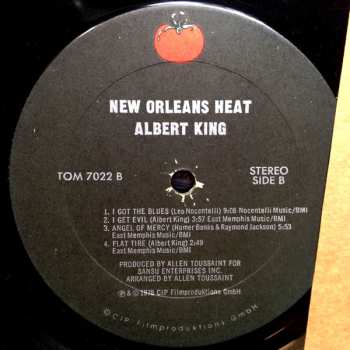 NEW ORLEANS HEAT
ALBERT KING
TOM 7022 B
STEREO
SIDE B
1. I GOT THE BLUES (Leo Nocentelli) 9:08 Nocentelli Music/BMI
2. I GET EVIL (Albert King) 3:57 East Memphis Music/BMI
3. ANGEL OF MERCY (Homer Banks & Raymond Jackson) 5:53
East Memphis Music/BMI
4. FLAT TIRE (Albert King) 2:49
East Memphis Music/BMI
PRODUCED BY ALLEN TOUSSAINT FOR
SANSU ENTERPRISES INC.
ARRANGED BY ALLEN TOUSSAINT
℗ & © 1978 CIP Filmproduktions GmbH
© CIP Filmproduktions GmbH